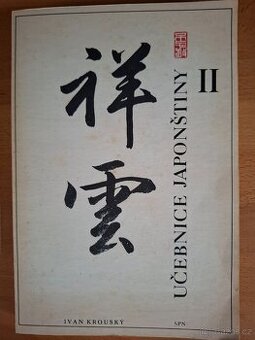 祥雲
UČEBNICE JAPONŠTINY II
IVAN KROUSKÝ
SPN